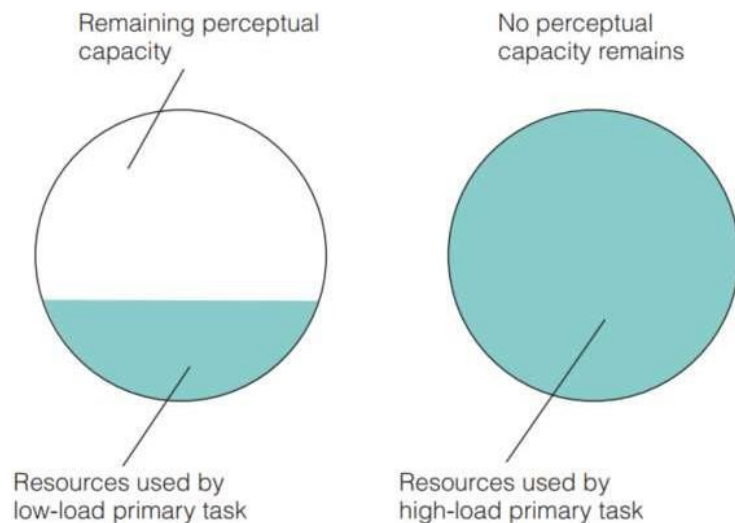 Remaining perceptual
capacity
No perceptual
capacity remains
Resources used by
low-load primary task
Resources used by
high-load primary task